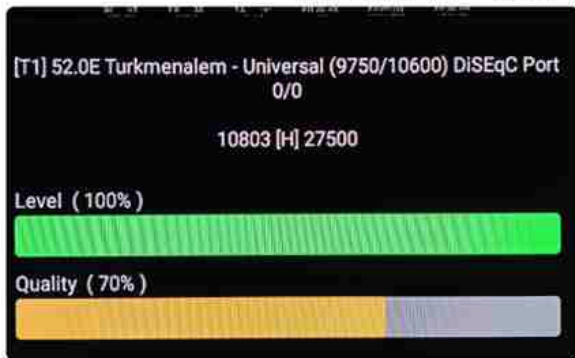 [T1] 52.0E Turkmenalem - Universal (9750/10600) DiSEqC Port
0/0
10803 [H] 27500
Level ( 100% )
Quality ( 70% )